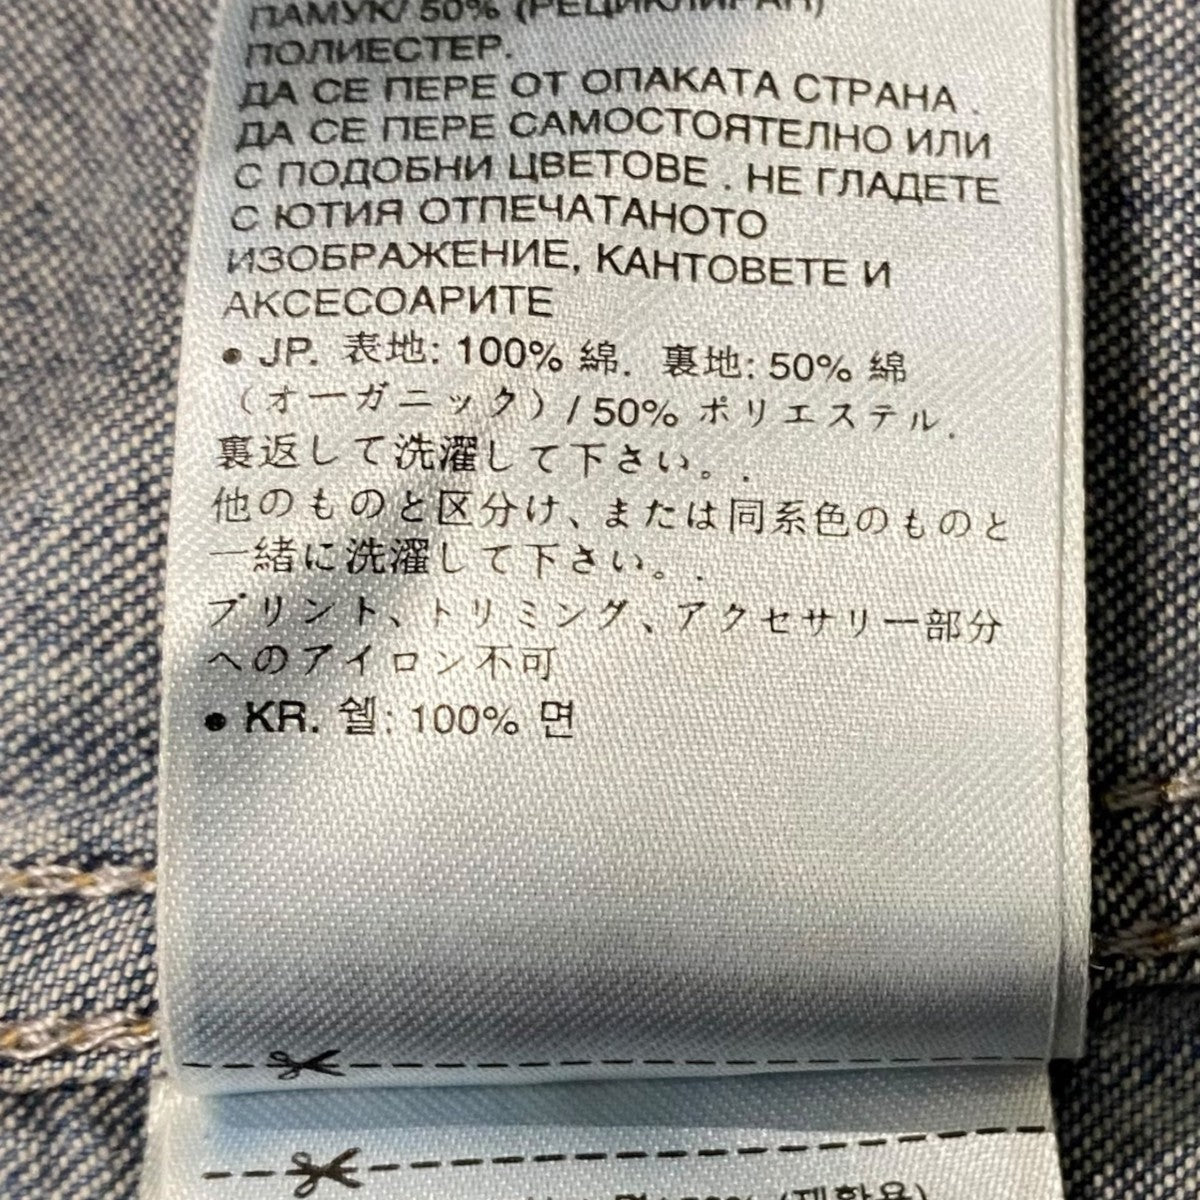 ПАМУК/ 50% (РЕЦИКЛИРАН)
ПОЛИЕСТЕР.
ДА СЕ ПЕРЕ ОТ ОПАКАТА СТРАНА .
ДА СЕ ПЕРЕ САМОСТОЯТЕЛНО ИЛИ
С ПОДОБНИ ЦВЕТОВЕ . НЕ ГЛАДЕТЕ
С ЮТИЯ ОТПЕЧАТАНОТО
ИЗОБРАЖЕНИЕ, КАНТОВЕТЕ И
АКСЕСОАРИТЕ
● JP. 表地: 100% 綿. 裏地: 50% 綿
(オーガニック) / 50% ポリエステル.
裏返して洗濯して下さい。.
他のものと区分け、または同系色のものと
一緒に洗濯して下さい。.
プリント、トリミング、アクセサリー部分
へのアイロン不可
● KR. 쉘: 100% 면
(재활용)